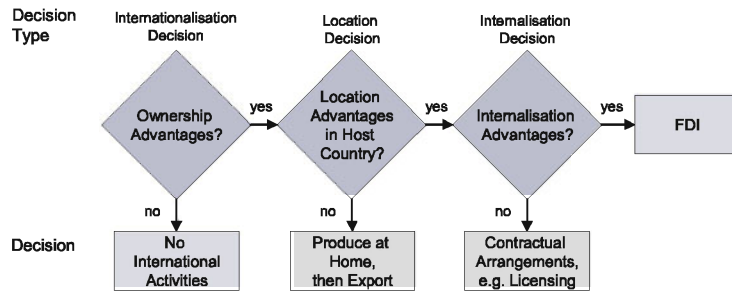 Decision
Type
Internationalisation
Decision
Location
Decision
Internalisation
Decision
Ownership
Advantages?
yes
Location
Advantages
in Host
Country?
yes
Internalisation
Advantages?
yes
FDI
no
no
no
Decision
No
International
Activities
Produce at
Home,
then Export
Contractual
Arrangements,
e.g. Licensing